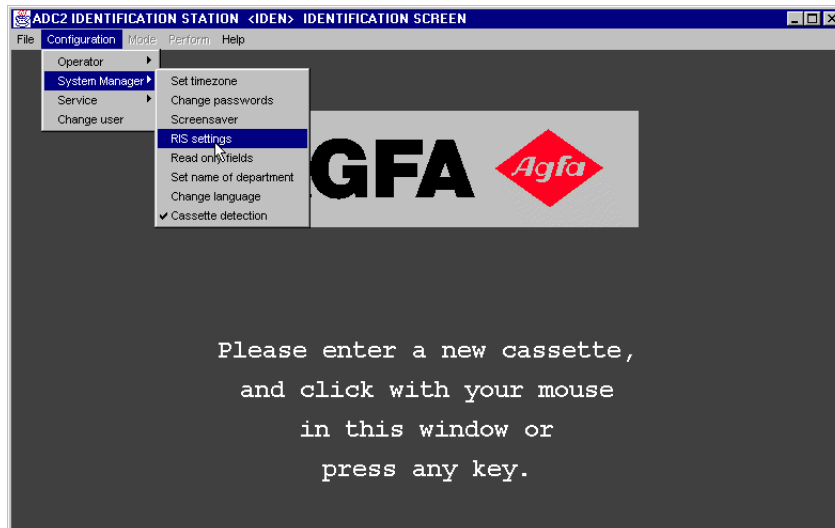 ADC2 IDENTIFICATION STATION <IDEN> IDENTIFICATION SCREEN
File Configuration Mode Perform Help
Operator
System Manager
Service
Change user
Set timezone
Change passwords
Screensaver
RIS settings
Read only fields
Set name of department
Change language
Cassette detection
GFA
Agfa
Please enter a new cassette,
and click with your mouse
in this window or
press any key.